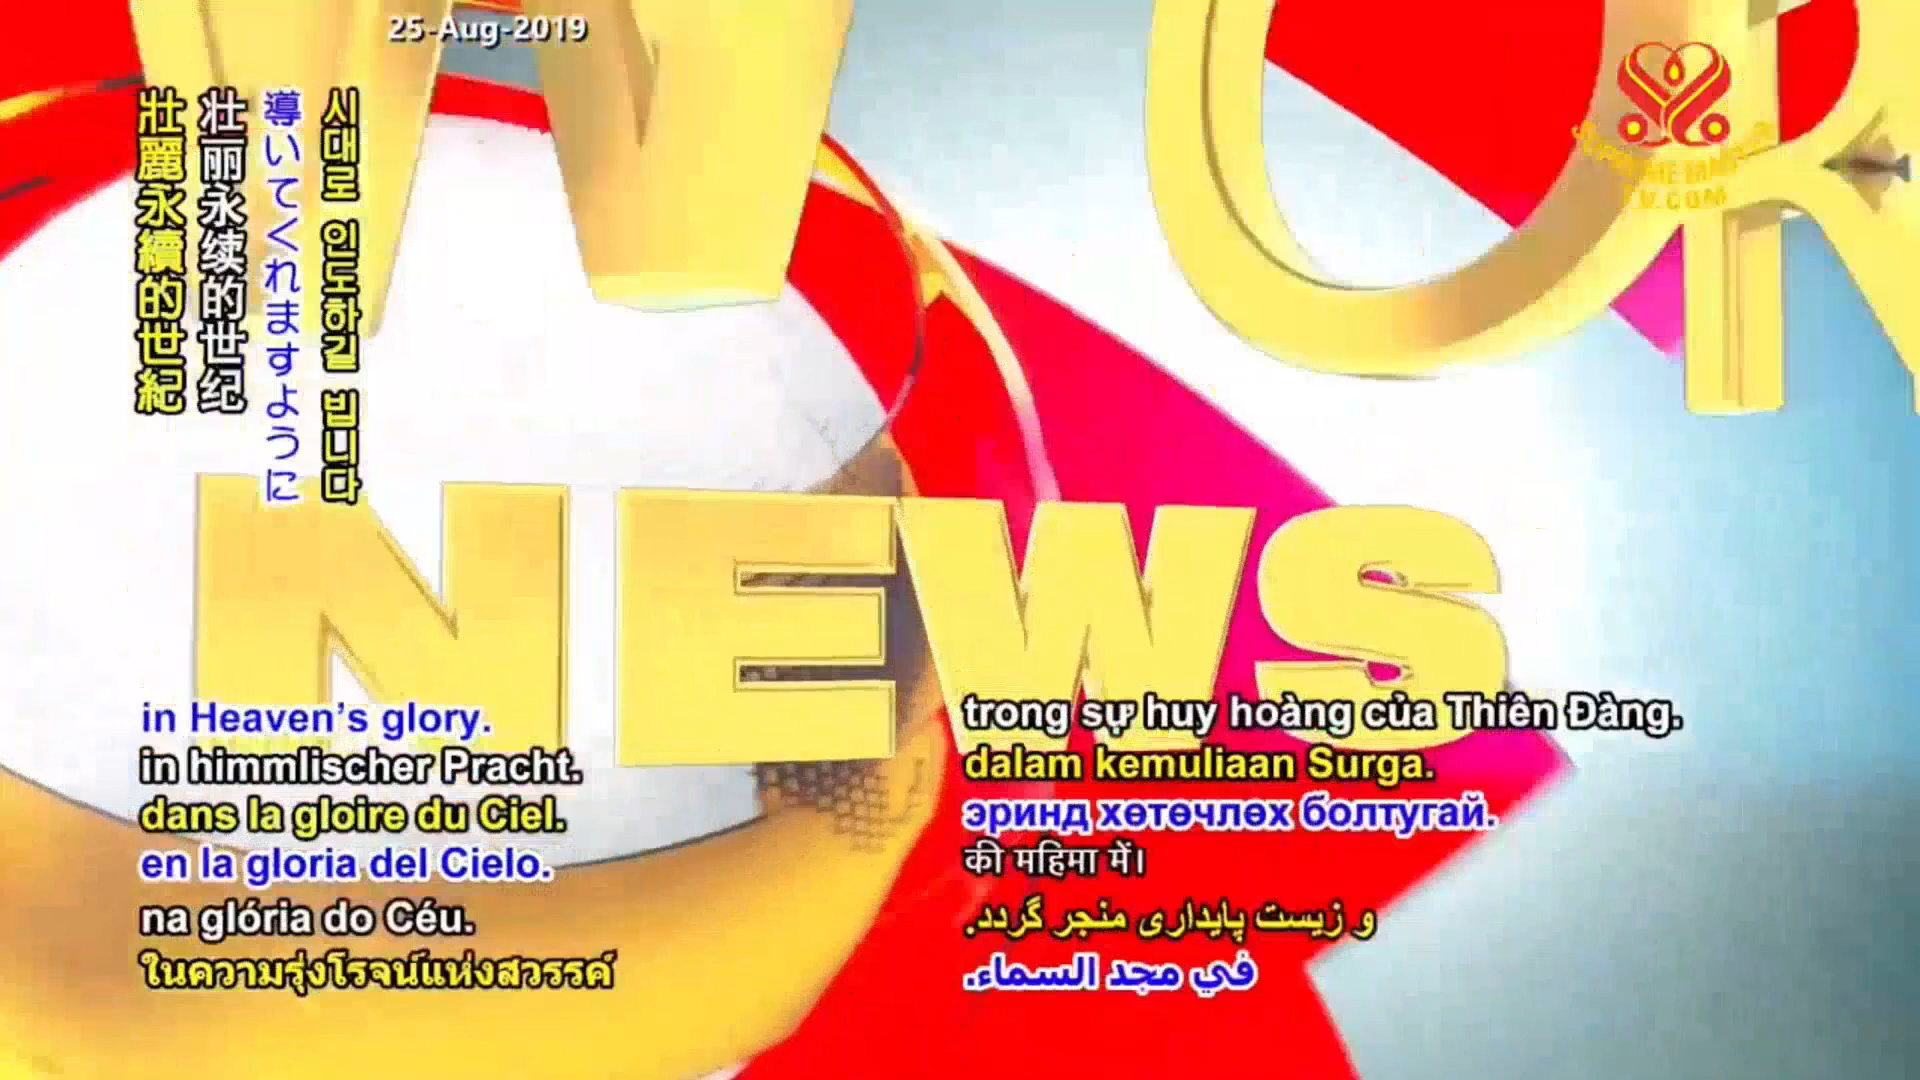 25-Aug-2019
WOR
SUPREME MASTER
TV.COM
시대로 인도하길 빕니다
導いてくれますように
壮丽永续的世纪
壯麗永續的世紀
NEWS
in Heaven's glory.
in himmlischer Pracht.
dans la gloire du Ciel.
en la gloria del Cielo.
na glória do Céu.
ในความรุ่งโรจน์แห่งสวรรค์
trong sự huy hoàng của Thiên Đàng.
dalam kemuliaan Surga.
эринд хөтөчлөх болтугай.
की महिमा में।
و زیست پایداری منجر گردد.
في مجد السماء.